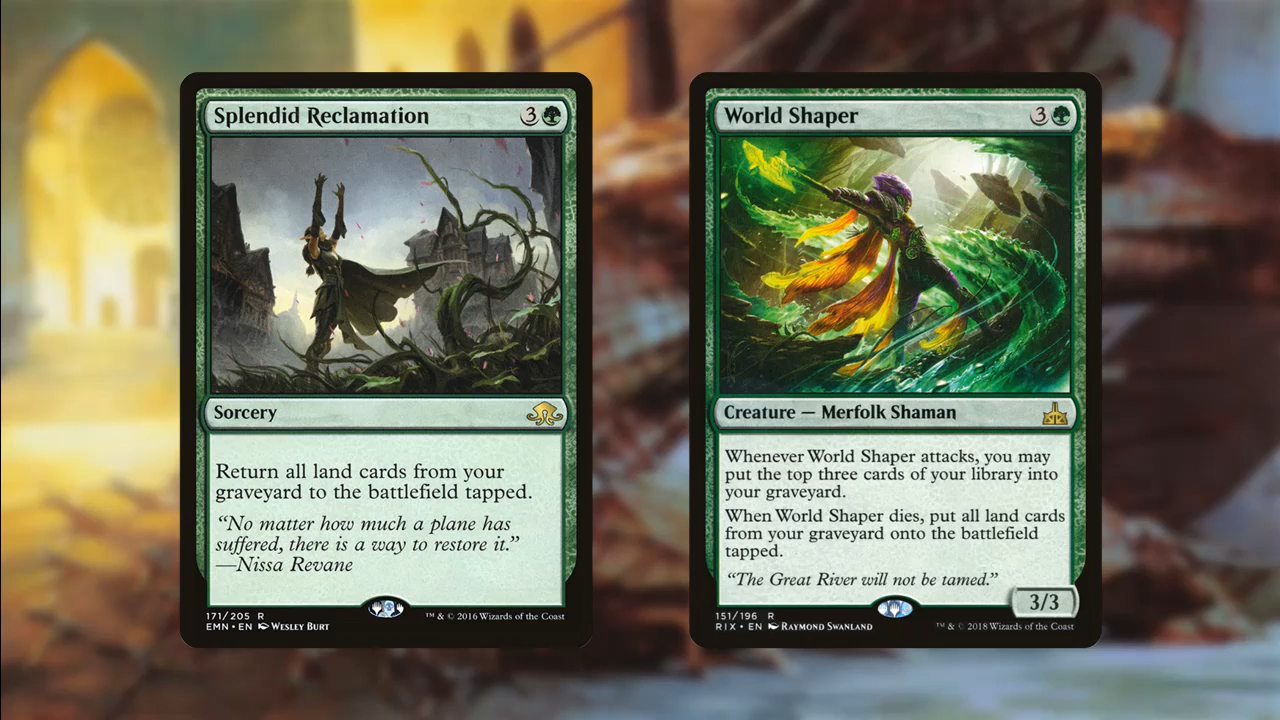 Splendid Reclamation 3
Sorcery
Return all land cards from your
graveyard to the battlefield tapped.
“No matter how much a plane has
suffered, there is a way to restore it.”
—Nissa Revane
171/205 R
EMN • EN Wesley Burt
™ & © 2016 Wizards of the Coast
World Shaper 3
Creature — Merfolk Shaman
Whenever World Shaper attacks, you may
put the top three cards of your library into
your graveyard.
When World Shaper dies, put all land cards
from your graveyard onto the battlefield
tapped.
“The Great River will not be tamed.”
3/3
151/196 R
RIX • EN Raymond Swanland
™ & © 2018 Wizards of the Coast